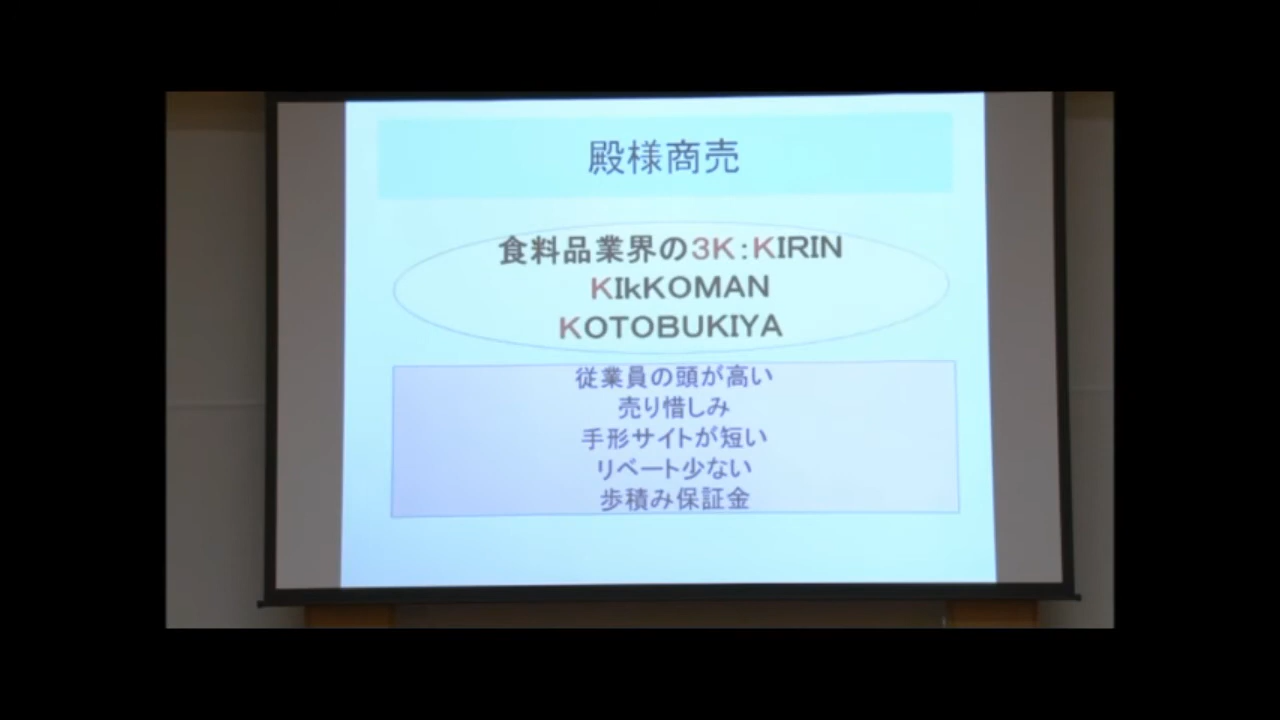 殿様商売
食料品業界の3K:KIRIN
KIkKOMAN
KOTOBUKIYA
従業員の頭が高い
売り惜しみ
手形サイトが短い
リベート少ない
歩積み保証金